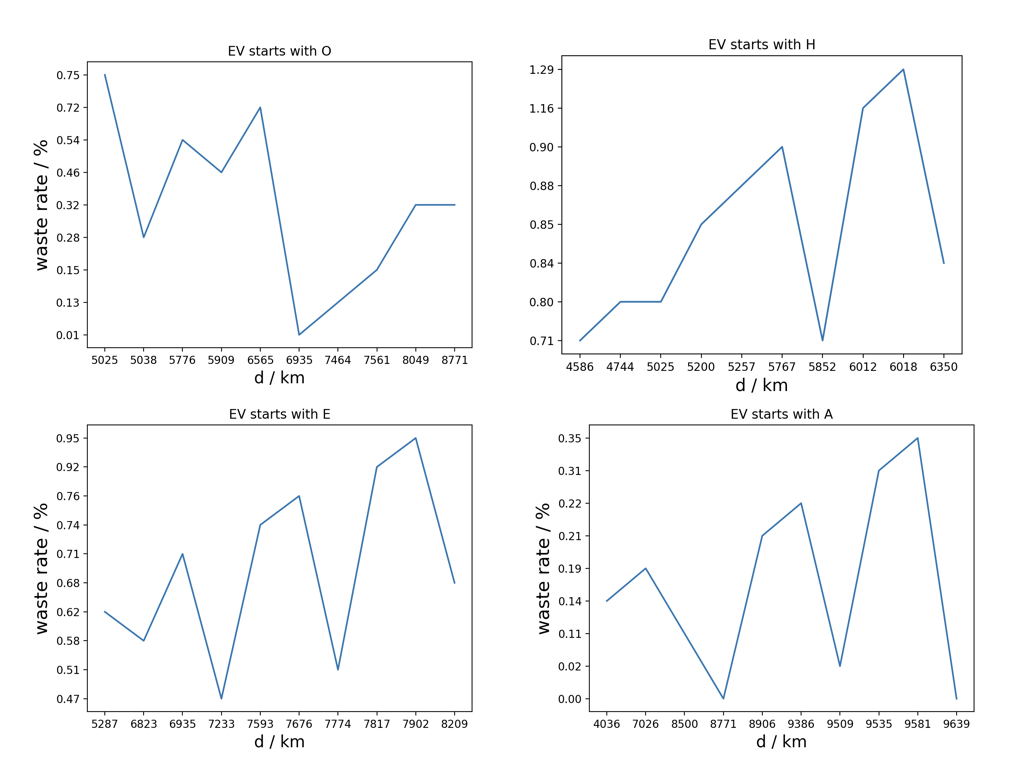 EV starts with O
waste rate / %
0.75
0.72
0.54
0.46
0.32
0.28
0.15
0.13
0.01
5025 5038 5776 5909 6565 6935 7464 7561 8049 8771
d / km
EV starts with H
1.29
1.16
0.90
0.88
0.85
0.84
0.80
0.71
4586 4744 5025 5200 5257 5767 5852 6012 6018 6350
d / km
EV starts with E
waste rate / %
0.95
0.92
0.76
0.74
0.71
0.68
0.62
0.58
0.51
0.47
5287 6823 6935 7233 7593 7676 7774 7817 7902 8209
d / km
EV starts with A
waste rate / %
0.35
0.31
0.22
0.21
0.19
0.14
0.11
0.02
0.00
4036 7026 8500 8771 8906 9386 9509 9535 9581 9639
d / km